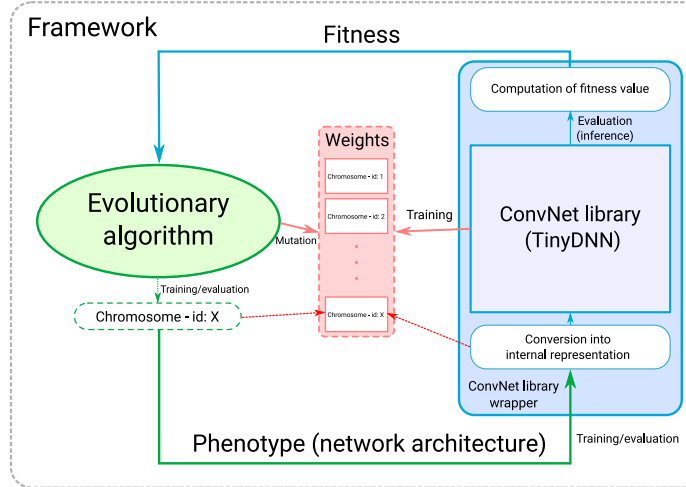 Framework
Fitness
Computation of fitness value
Evaluation
(inference)
Weights
Chromosome - id: 1
Chromosome - id: 2
Evolutionary
algorithm
Mutation
Training
ConvNet library
(TinyDNN)
Training/evaluation
Chromosome - id: X
Chromosome - id: X
Conversion into
internal representation
ConvNet library
wrapper
Phenotype (network architecture)
Training/evaluation